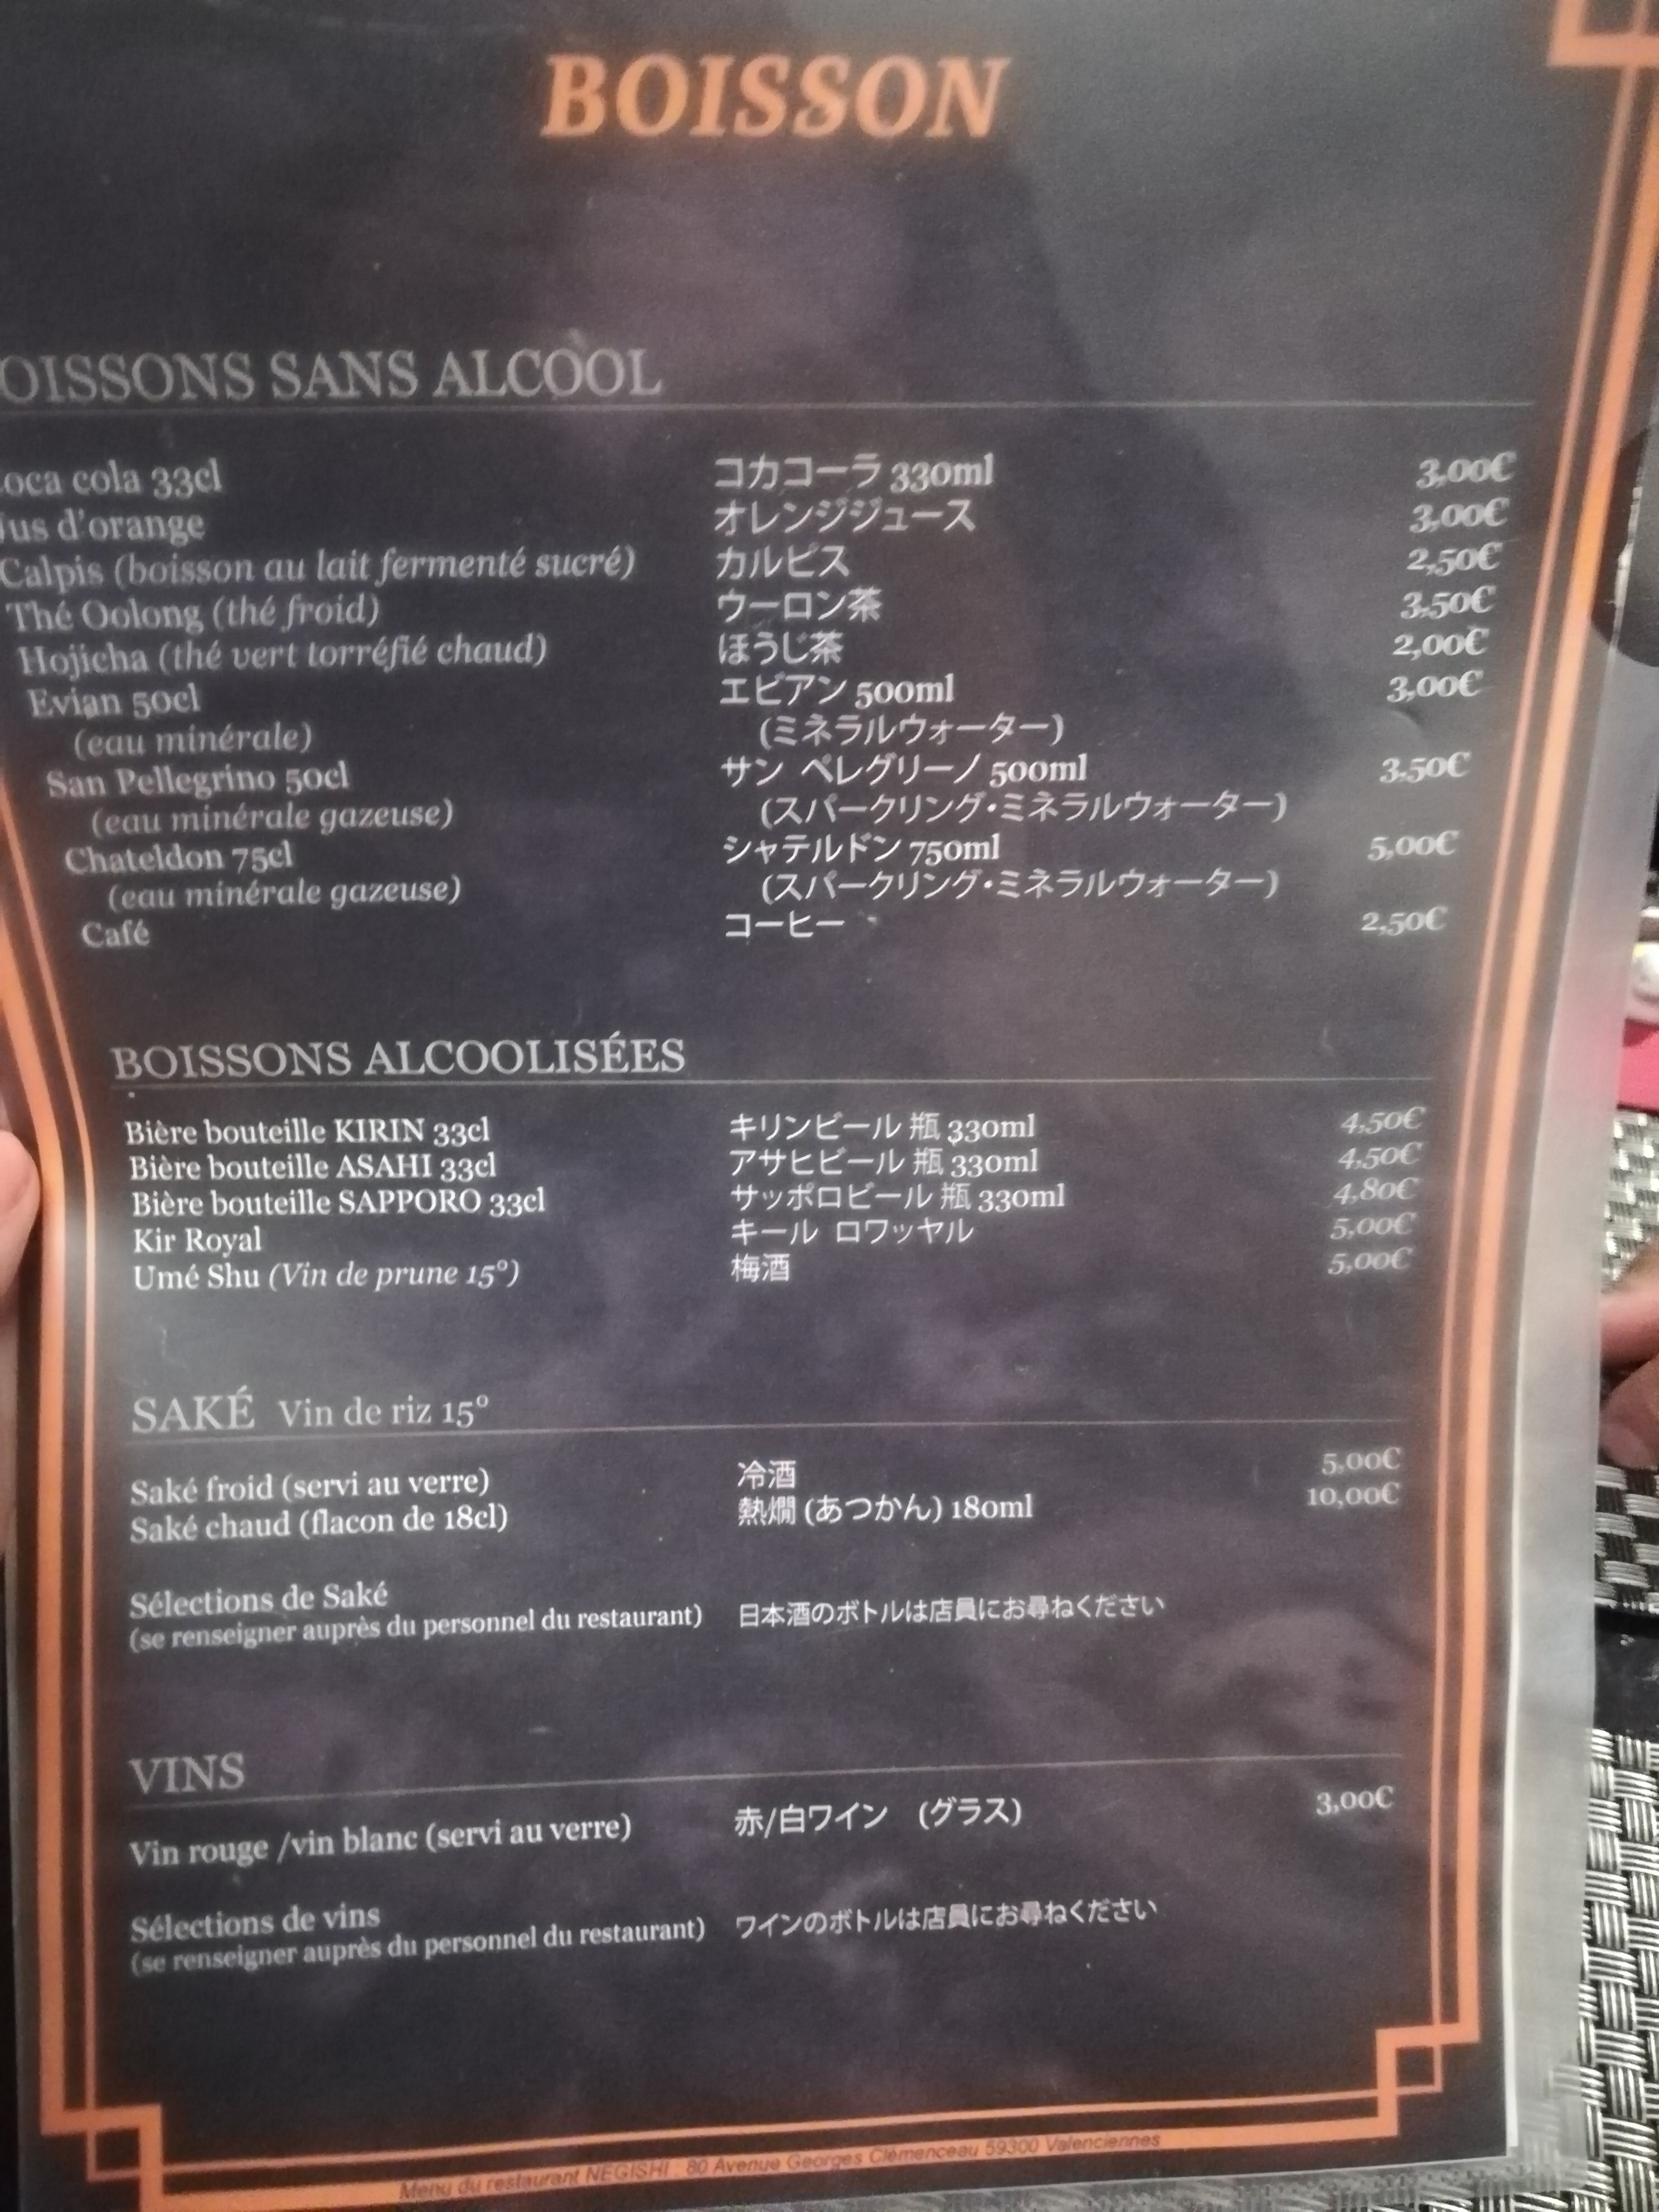 BOISSON
OISSONS SANS ALCOOL
oca cola 33cl コカコーラ 330ml 3,00€
Jus d'orange オレンジジュース 3,00€
Calpis (boisson au lait fermenté sucré) カルピス 2,50€
Thé Oolong (thé froid) ウーロン茶 3,50€
Hojicha (thé vert torréfié chaud) ほうじ茶 2,00€
Evian 50cl エビアン 500ml 3,00€
(eau minérale) (ミネラルウォーター)
San Pellegrino 50cl サン ペレグリーノ 500ml 3,50€
(eau minérale gazeuse) (スパークリング・ミネラルウォーター)
Chateldon 75cl シャテルドン 750ml 5,00€
(eau minérale gazeuse) (スパークリング・ミネラルウォーター)
Café コーヒー 2,50€
BOISSONS ALCOOLISÉES
Bière bouteille KIRIN 33cl キリンビール 瓶 330ml 4,50€
Bière bouteille ASAHI 33cl アサヒビール 瓶 330ml 4,50€
Bière bouteille SAPPORO 33cl サッポロビール 瓶 330ml 4,80€
Kir Royal キール ロワッヤル 5,00€
Umé Shu (Vin de prune 15°) 梅酒 5,00€
SAKÉ Vin de riz 15°
Saké froid (servi au verre) 冷酒 5,00€
Saké chaud (flacon de 18cl) 熱燗 (あつかん) 180ml 10,00€
Sélections de Saké
(se renseigner auprès du personnel du restaurant) 日本酒のボトルは店員にお尋ねください
VINS
Vin rouge /vin blanc (servi au verre) 赤/白ワイン (グラス) 3,00€
Sélections de vins
(se renseigner auprès du personnel du restaurant) ワインのボトルは店員にお尋ねください
Menu du restaurant NEGISHI 80 Avenue Georges Clémenceau 59300 Valenciennes